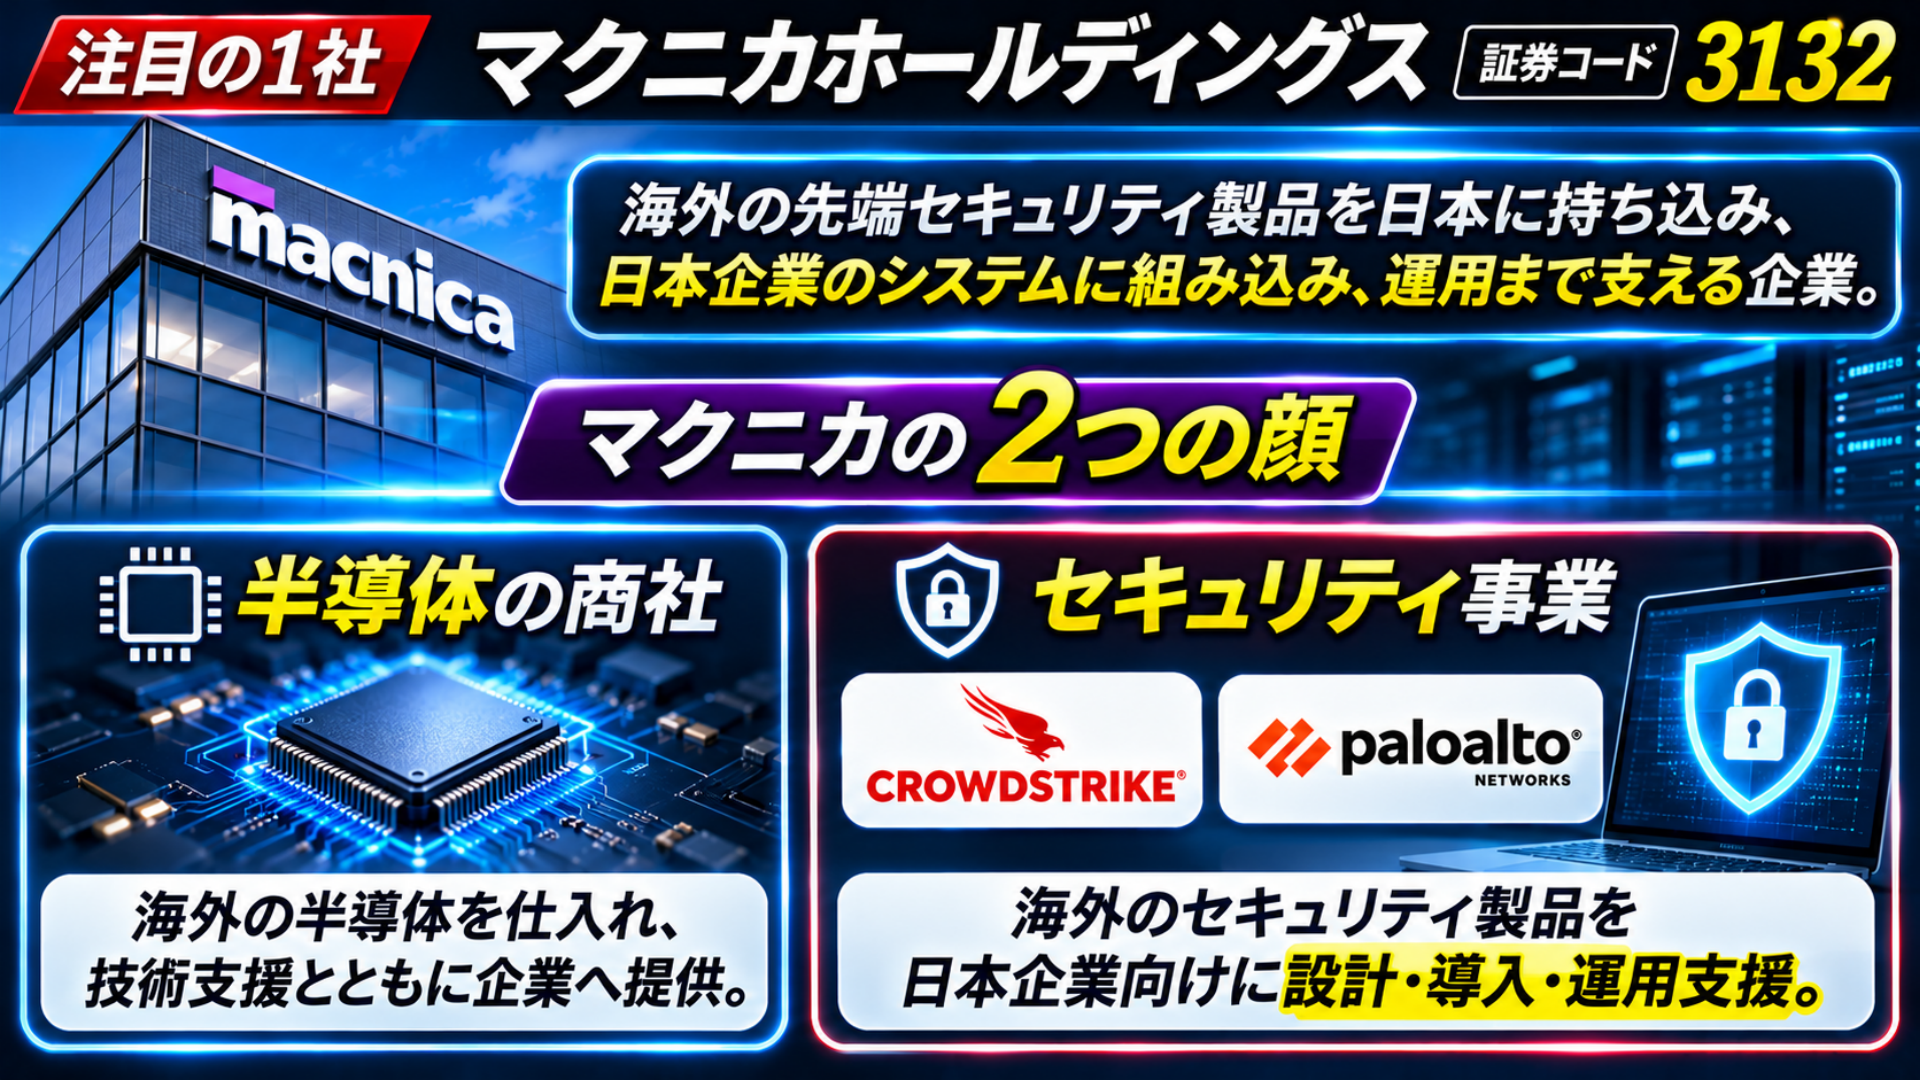 注目の1社
マクニカホールディングス
証券コード
3132
macnica
海外の先端セキュリティ製品を日本に持ち込み、
日本企業のシステムに組み込み、運用まで支える企業。
マクニカの2つの顔
半導体の商社
海外の半導体を仕入れ、
技術支援とともに企業へ提供。
セキュリティ事業
CROWDSTRIKE®
paloalto®
NETWORKS
海外のセキュリティ製品を
日本企業向けに設計・導入・運用支援。